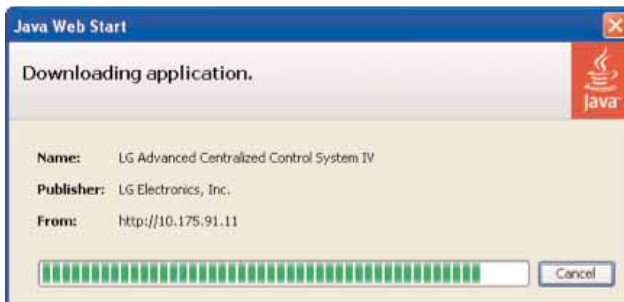 Java Web Start
Downloading application.
Java
Name: LG Advanced Centralized Control System IV
Publisher: LG Electronics, Inc.
From: http://10.175.91.11
Cancel